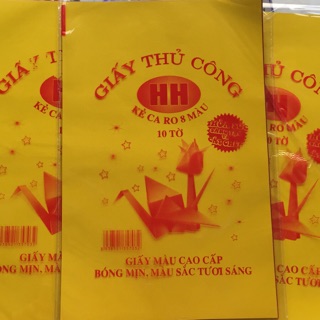 GIẤY THỦ CÔNG
HH
KẺ CA RO 8 MÀU
10 TỜ
GIẤY MÀU CAO CẤP
BÓNG MỊN, MÀU SẮC TƯƠI SÁNG